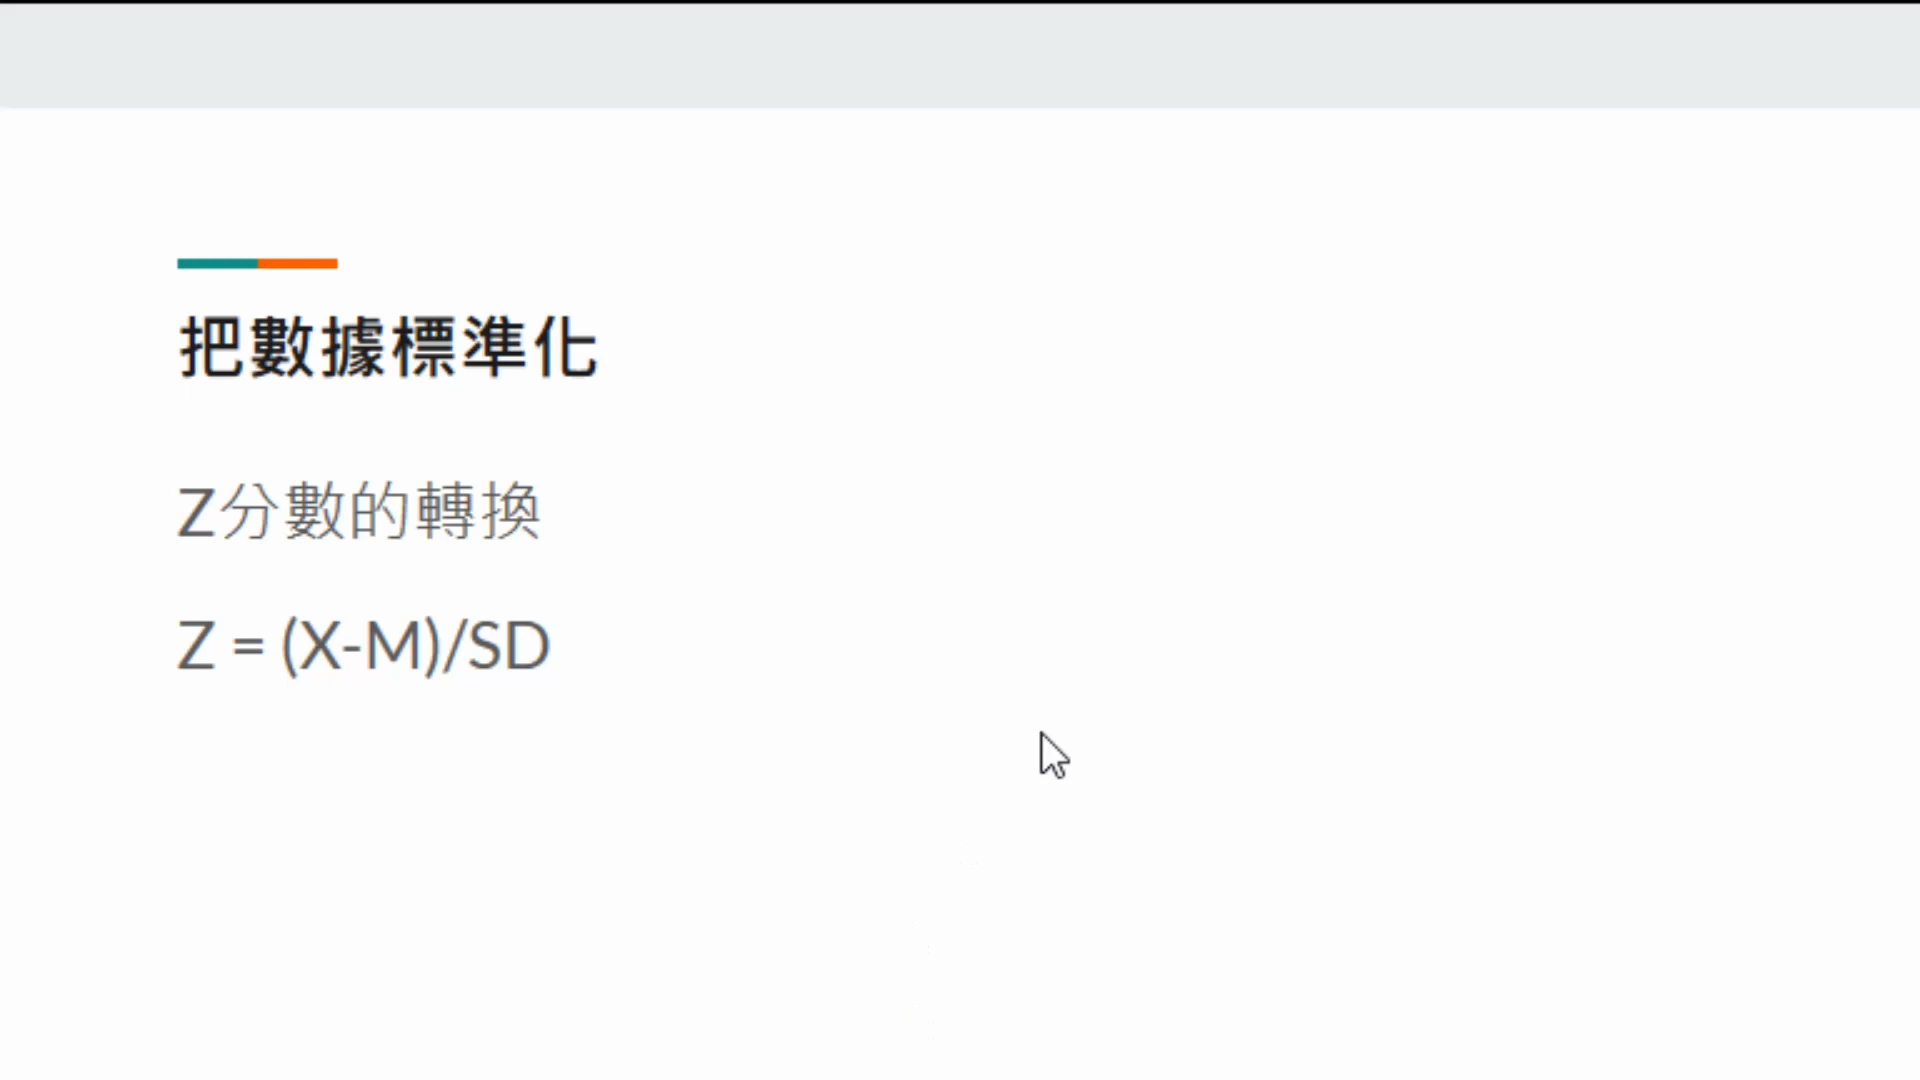 把數據標準化
Z分數的轉換
Z = (X-M)/SD